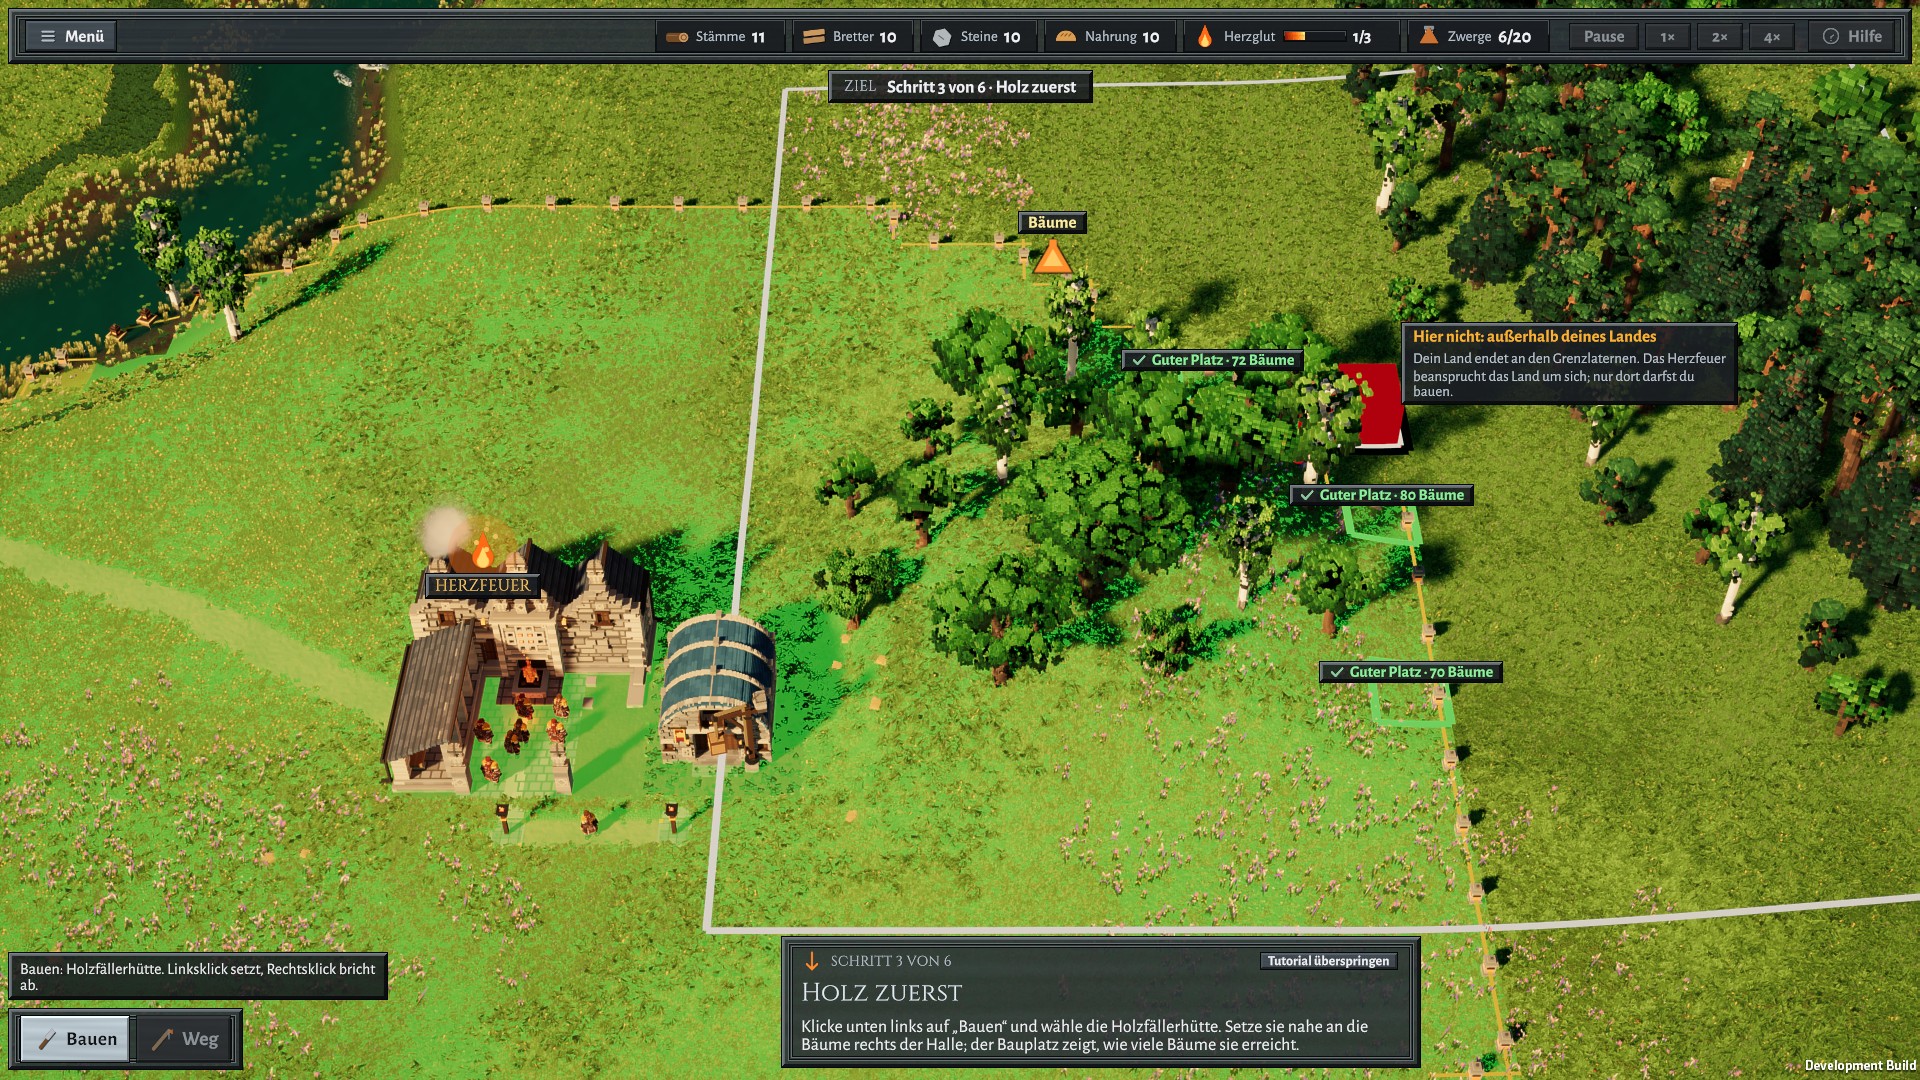 Menü
Stämme 11
Bretter 10
Steine 10
Nahrung 10
Herzglut 1/3
Zwerge 6/20
Pause
1×
2×
4×
Hilfe
ZIEL Schritt 3 von 6 · Holz zuerst
Bäume
Hier nicht: außerhalb deines Landes
Dein Land endet an den Grenzlaternen. Das Herzfeuer
beansprucht das Land um sich; nur dort darfst du
bauen.
Guter Platz · 72 Bäume
Guter Platz · 80 Bäume
HERZFEUER
Guter Platz · 70 Bäume
Bauen: Holzfällerhütte. Linksklick setzt, Rechtsklick bricht
ab.
Bauen
Weg
SCHRITT 3 VON 6
Tutorial überspringen
HOLZ ZUERST
Klicke unten links auf „Bauen“ und wähle die Holzfällerhütte. Setze sie nahe an die
Bäume rechts der Halle; der Bauplatz zeigt, wie viele Bäume sie erreicht.
Development Build